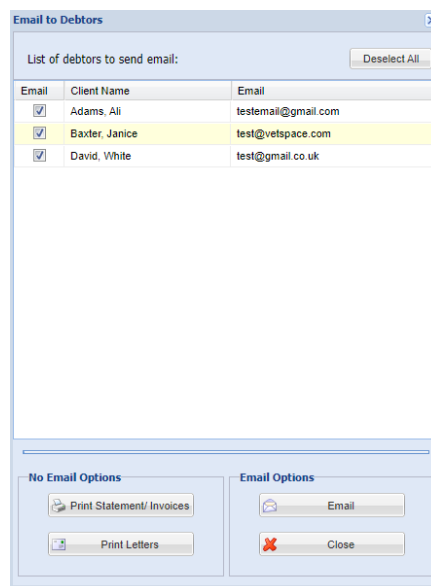 Email to Debtors
List of debtors to send email:
Deselect All
Email Client Name Email
Adams, Ali testemail@gmail.com
Baxter, Janice test@vetspace.com
David, White test@gmail.co.uk
No Email Options Email Options
Print Statement/ Invoices Email
Print Letters Close